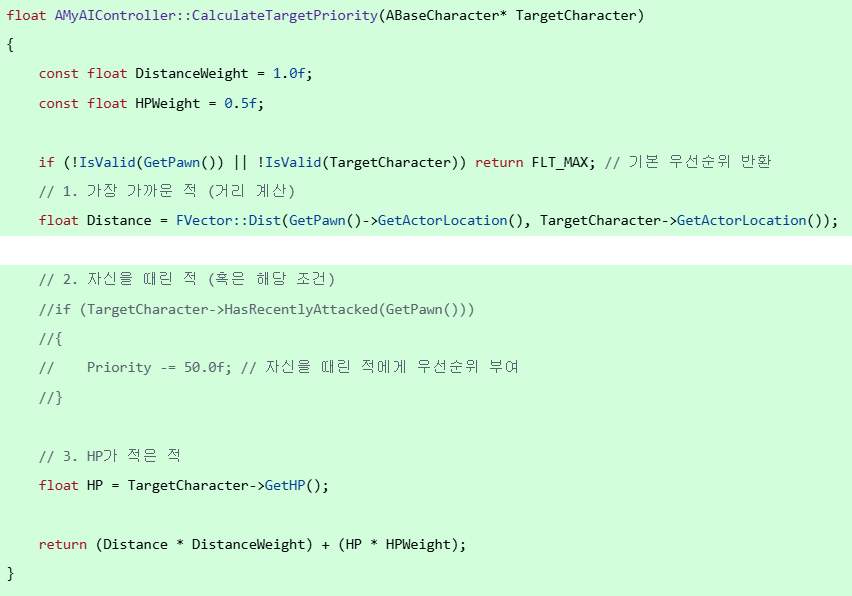 float AMyAIController::CalculateTargetPriority(ABaseCharacter* TargetCharacter)
{
    const float DistanceWeight = 1.0f;
    const float HPWeight = 0.5f;
    if (!IsValid(GetPawn()) || !IsValid(TargetCharacter)) return FLT_MAX; // 기본 우선순위 반환
    // 1. 가장 가까운 적 (거리 계산)
    float Distance = FVector::Dist(GetPawn()->GetActorLocation(), TargetCharacter->GetActorLocation());
    // 2. 자신을 때린 적 (혹은 해당 조건)
    //if (TargetCharacter->HasRecentlyAttacked(GetPawn()))
    //{
    //    Priority -= 50.0f; // 자신을 때린 적에게 우선순위 부여
    //}
    // 3. HP가 적은 적
    float HP = TargetCharacter->GetHP();
    return (Distance * DistanceWeight) + (HP * HPWeight);
}